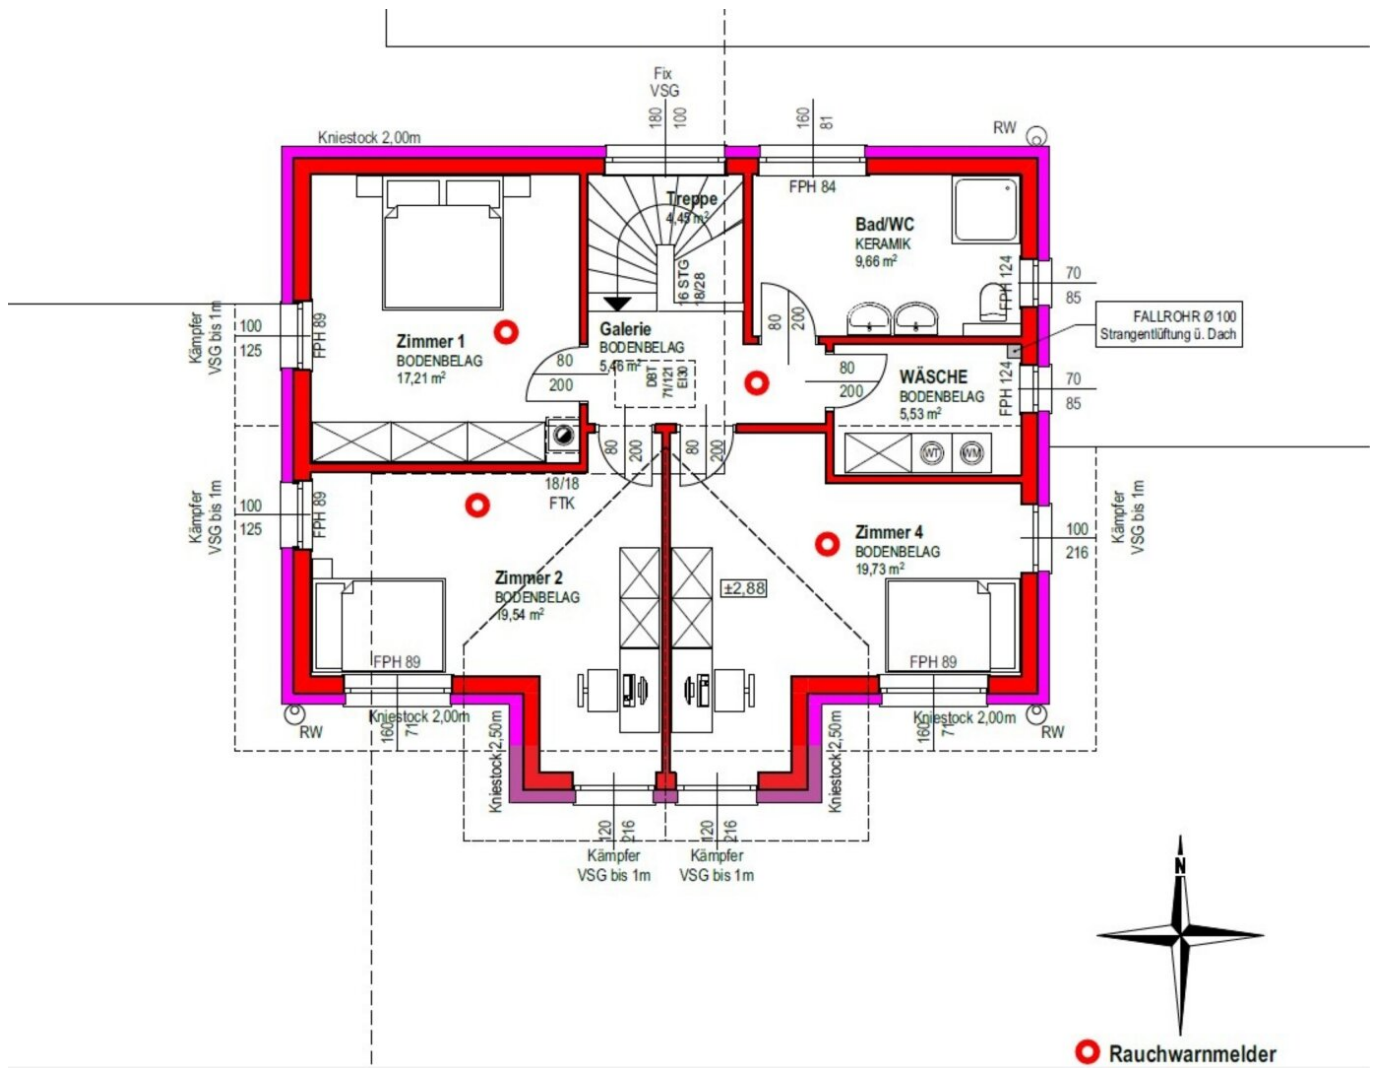 Fix
VSG
180
100
160
81
RW
Kniestock 2,00m
FPH 84
Treppe
4,45 m²
16 STG
18/28
Bad/WC
KERAMIK
9,66 m²
FPH 124
70
85
FALLROHR Ø 100
Strangentlüftung ü. Dach
Kämpfer
VSG bis 1m
100
125
FPH 89
Zimmer 1
BODENBELAG
17,21 m²
Galerie
BODENBELAG
5,46 m²
DBT
71/121
EI30
80
200
80
200
80
200
WÄSCHE
BODENBELAG
5,53 m²
FPH 124
70
85
WT
WM
80
200
80
200
18/18
FTK
Kämpfer
VSG bis 1m
100
125
FPH 89
Zimmer 2
BODENBELAG
19,54 m²
±2,88
Zimmer 4
BODENBELAG
19,73 m²
100
216
Kämpfer
VSG bis 1m
FPH 89
FPH 89
Kniestock 2,00m
160
71
RW
Kniestock 2,50m
Kniestock 2,50m
Kniestock 2,00m
160
71
RW
120
216
Kämpfer
VSG bis 1m
120
216
Kämpfer
VSG bis 1m
N
Rauchwarnmelder